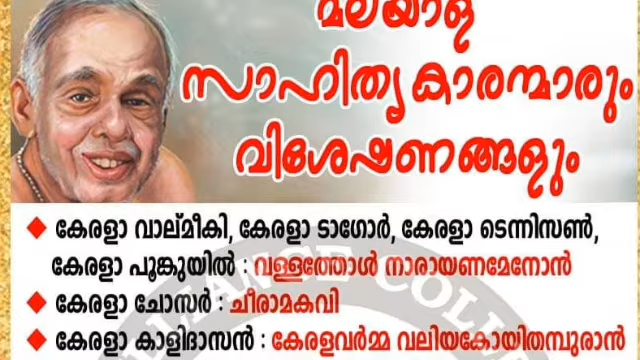 മലയാള
സാഹിത്യകാരന്മാരും
വിശേഷണങ്ങളും
കേരളാ വാല്മീകി, കേരളാ ടാഗോർ, കേരളാ ടെന്നിസൺ,
കേരളാ പൂങ്കുയിൽ : വള്ളത്തോൾ നാരായണമേനോൻ
കേരളാ ചോസർ : ചീരാമകവി
കേരളാ കാളിദാസൻ : കേരളവർമ്മ വലിയകോയിതമ്പുരാൻ